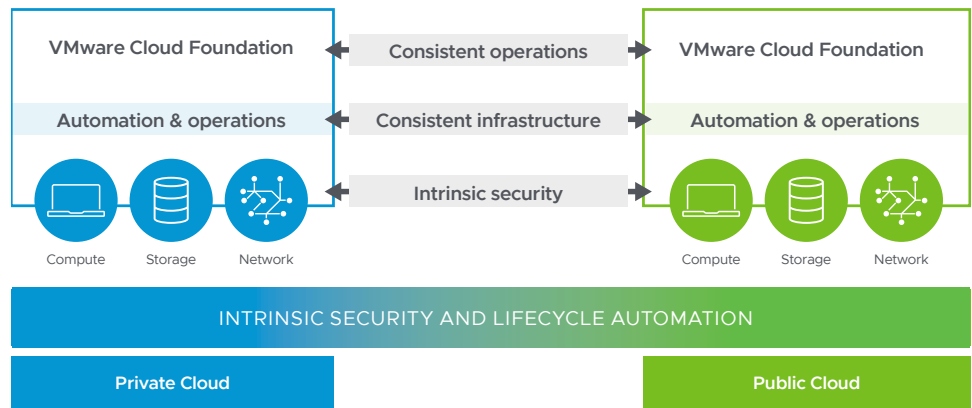 VMware Cloud Foundation
Consistent operations
VMware Cloud Foundation
Automation & operations
Consistent infrastructure
Automation & operations
Intrinsic security
Compute
Storage
Network
Compute
Storage
Network
INTRINSIC SECURITY AND LIFECYCLE AUTOMATION
Private Cloud
Public Cloud